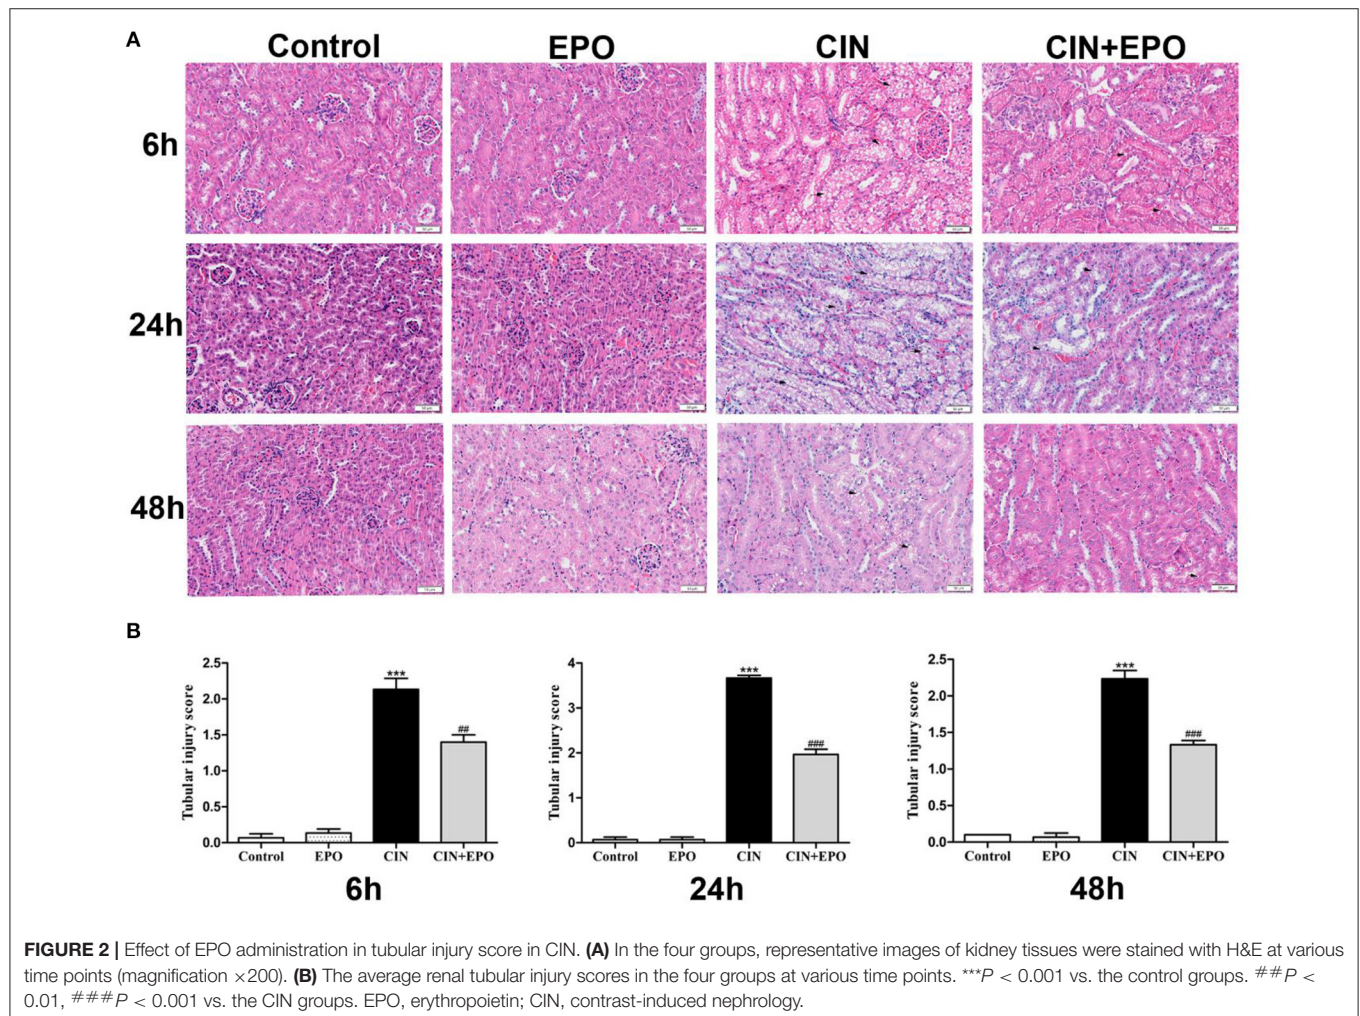 A
Control EPO CIN CIN+EPO
6h
24h
48h
B
2.5
2.0
1.5
1.0
0.5
0.0
Tubular injury score
***
##
Control EPO CIN CIN+EPO
6h
4
3
2
1
0
Tubular injury score
***
###
Control EPO CIN CIN+EPO
24h
2.5
2.0
1.5
1.0
0.5
0.0
Tubular injury score
***
###
Control EPO CIN CIN+EPO
48h
FIGURE 2 | Effect of EPO administration in tubular injury score in CIN. (A) In the four groups, representative images of kidney tissues were stained with H&E at various
time points (magnification ×200). (B) The average renal tubular injury scores in the four groups at various time points. ***P < 0.001 vs. the control groups. ##P <
0.01, ###P < 0.001 vs. the CIN groups. EPO, erythropoietin; CIN, contrast-induced nephrology.